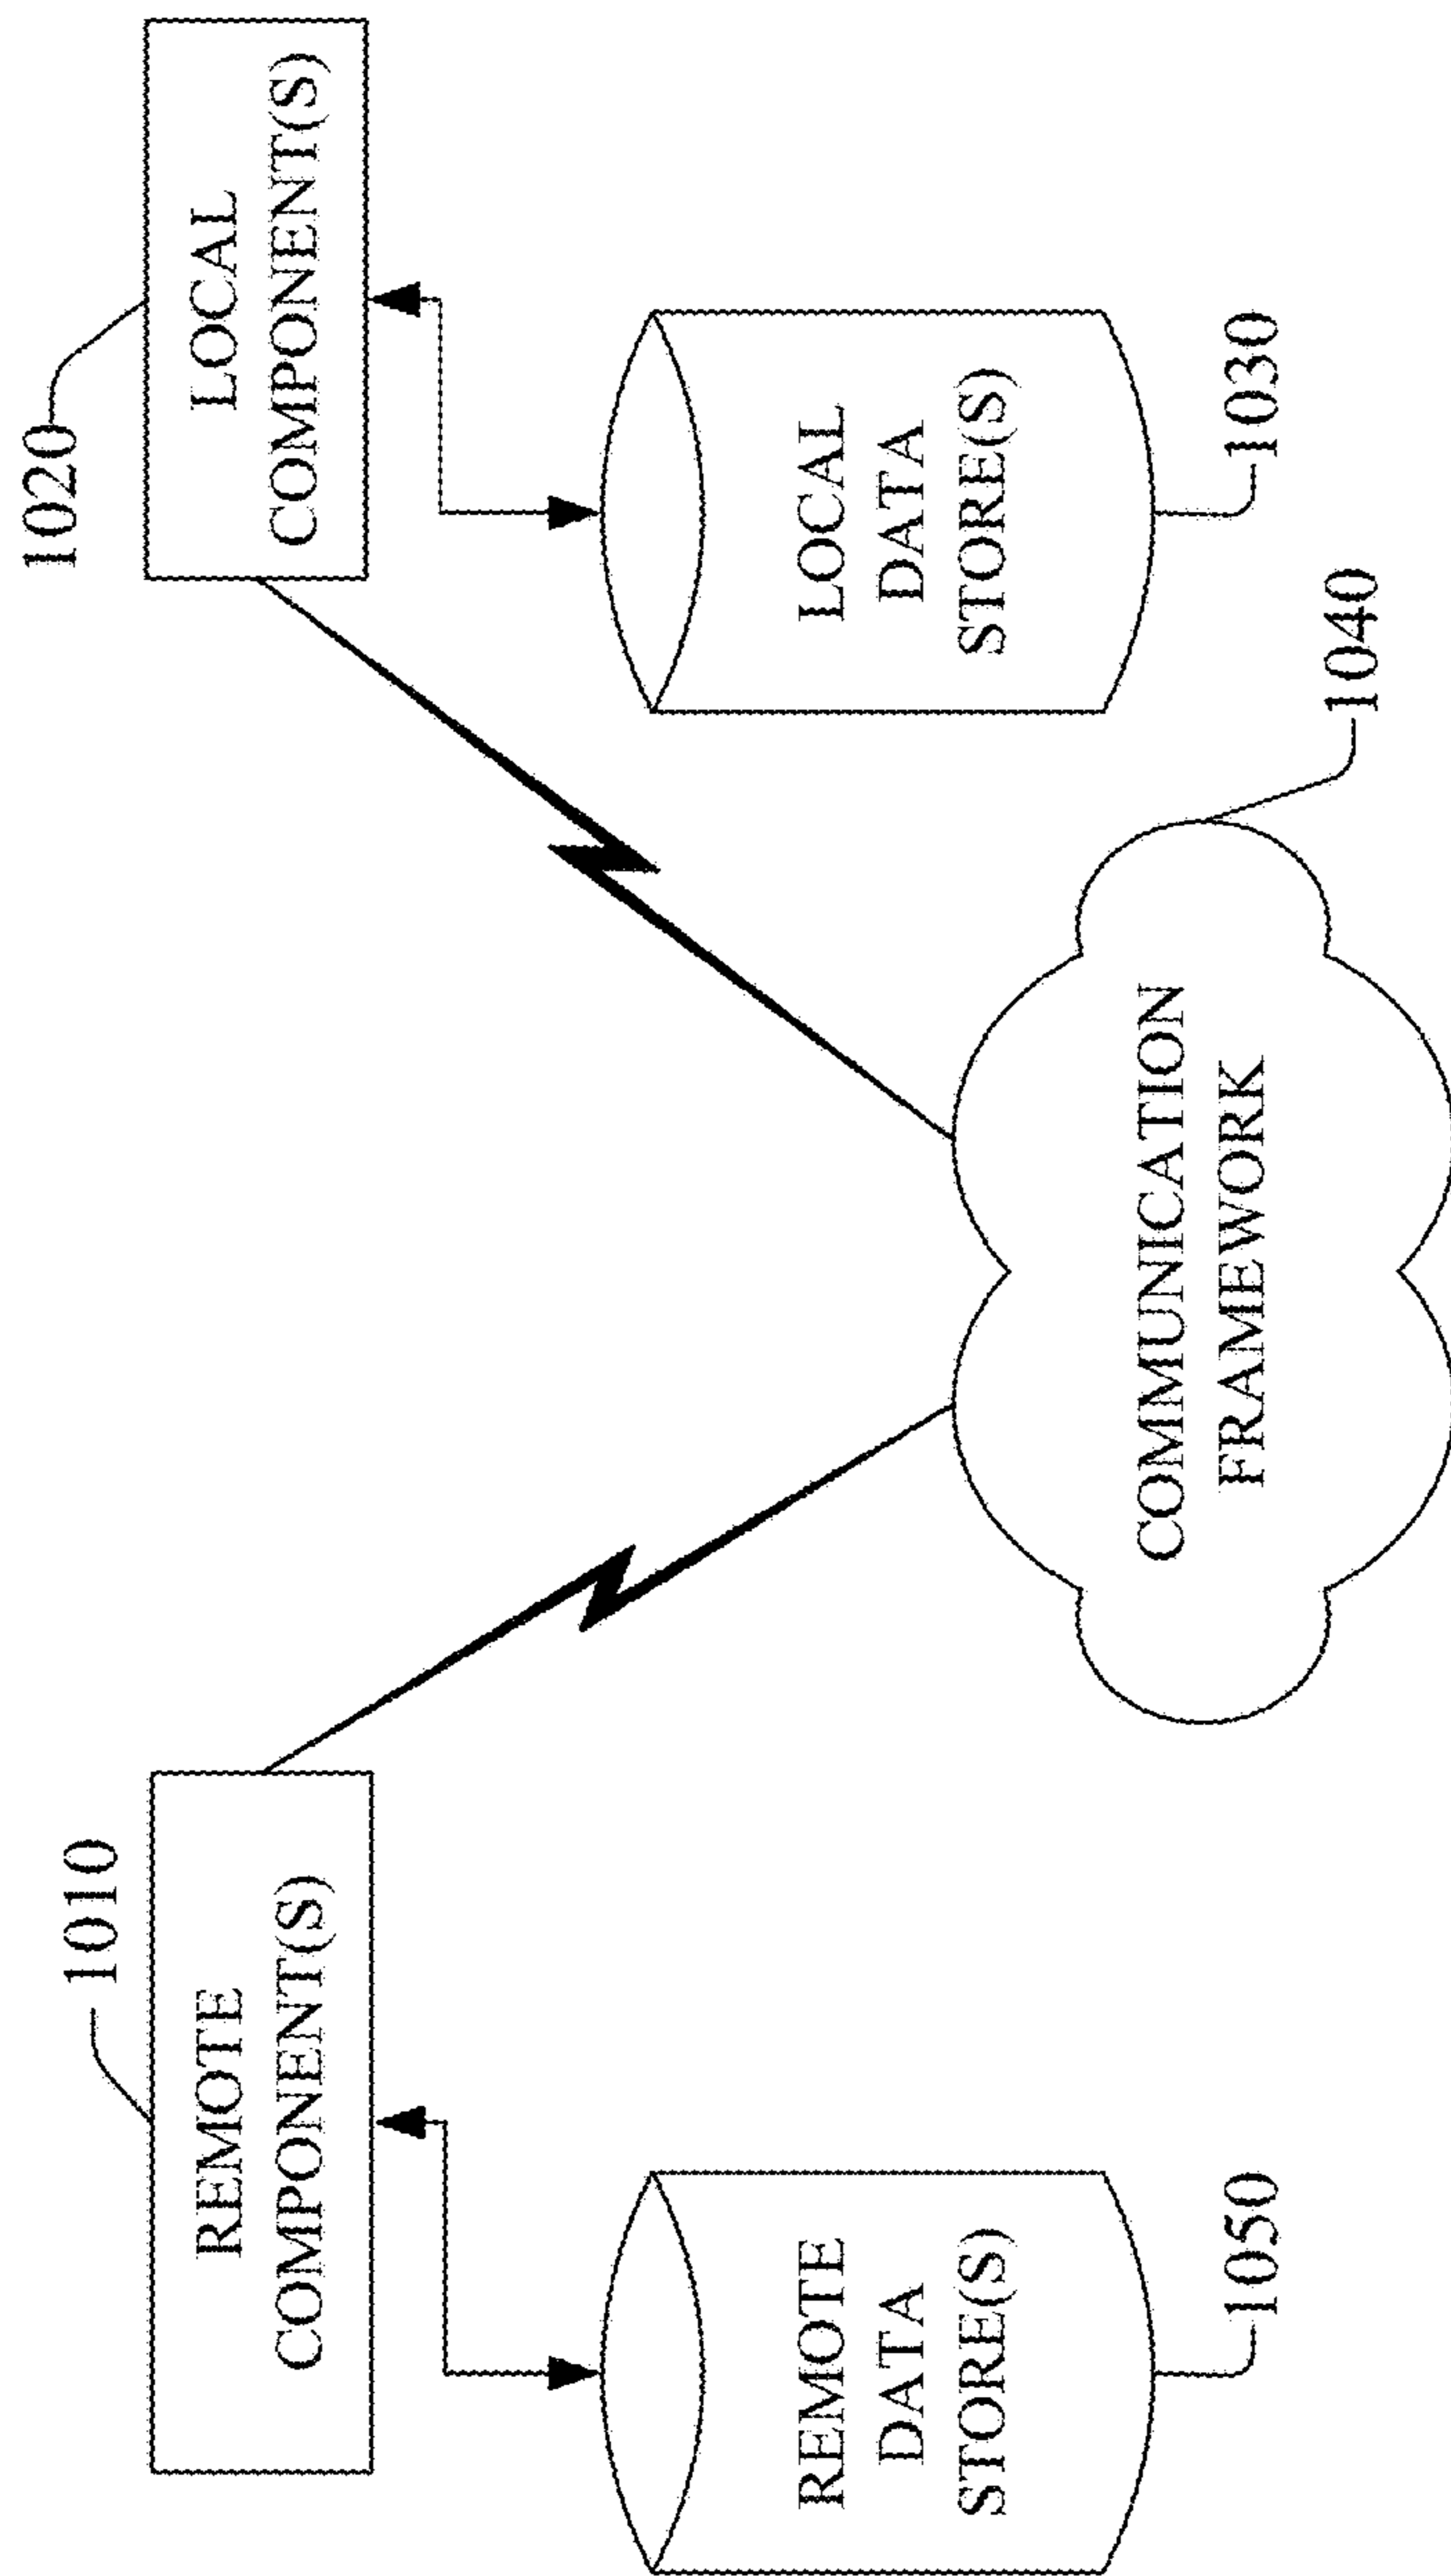 1010
REMOTE
COMPONENT(S)
1020
LOCAL
COMPONENT(S)
REMOTE
DATA
STORE(S)
1050
COMMUNICATION
FRAMEWORK
1040
LOCAL
DATA
STORE(S)
1030